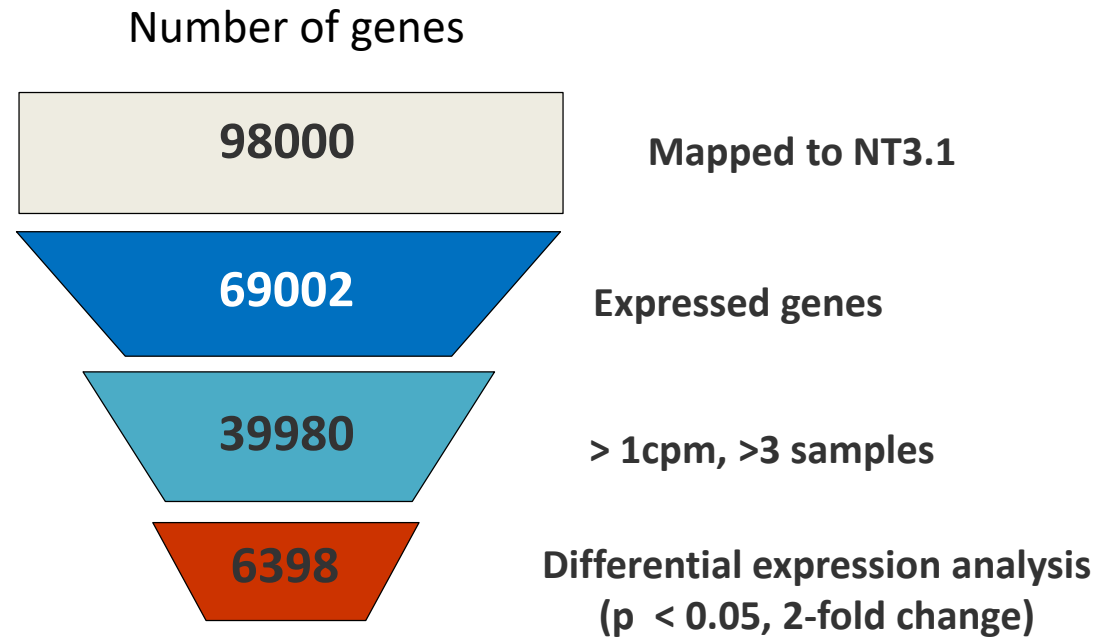 Number of genes
98000
Mapped to NT3.1
69002
Expressed genes
39980
> 1cpm, >3 samples
6398
Differential expression analysis
(p < 0.05, 2-fold change)